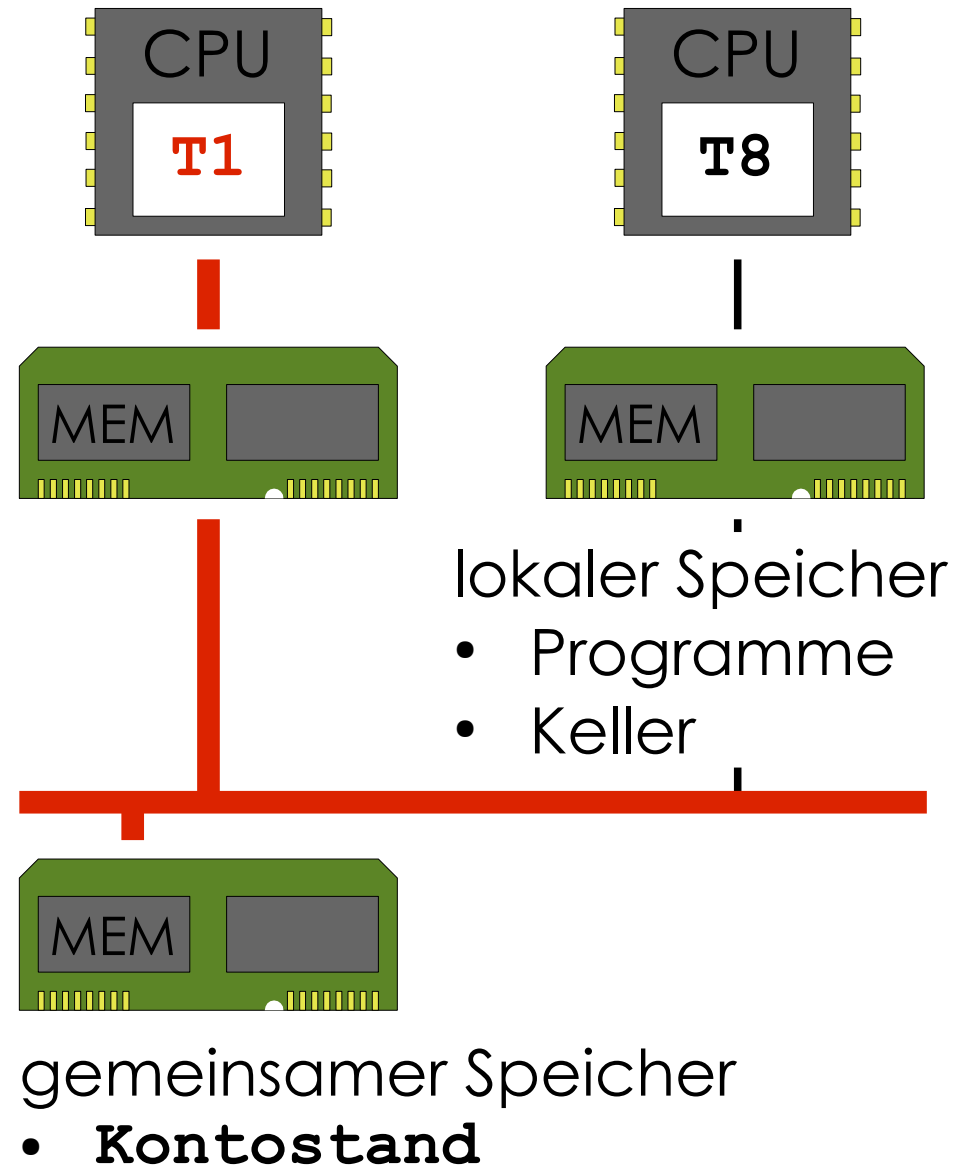 CPU
CPU
T1
T8
MEM
MEM
lokaler Speicher
• Programme
• Keller
MEM
gemeinsamer Speicher
• Kontostand